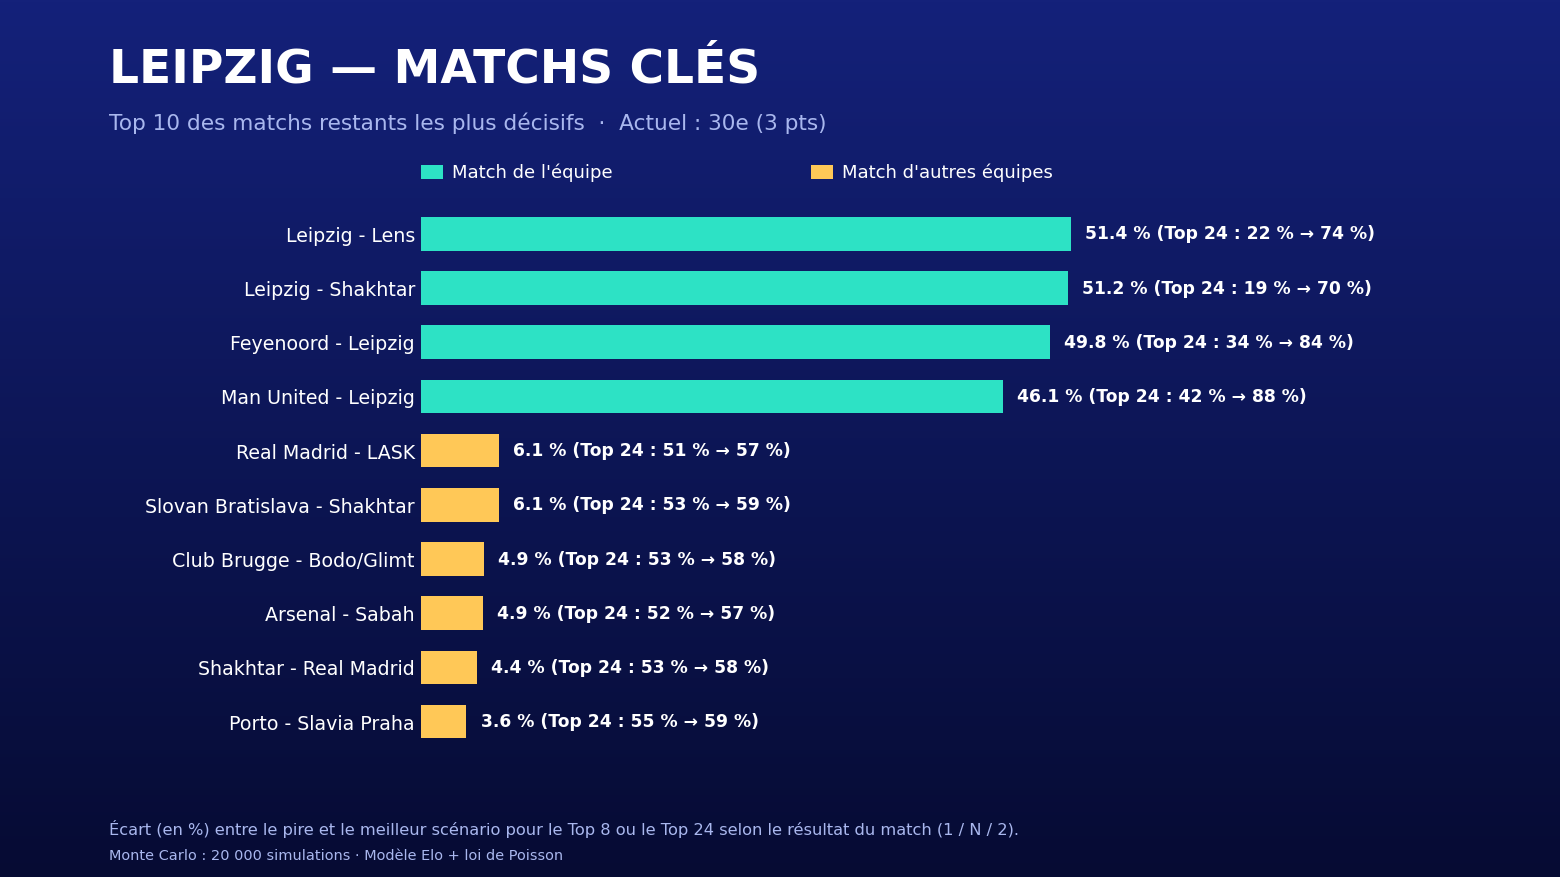 LEIPZIG — MATCHS CLÉS
Top 10 des matchs restants les plus décisifs · Actuel : 30e (3 pts)
Match de l'équipe Match d'autres équipes
Leipzig - Lens 51.4 % (Top 24 : 22 % → 74 %)
Leipzig - Shakhtar 51.2 % (Top 24 : 19 % → 70 %)
Feyenoord - Leipzig 49.8 % (Top 24 : 34 % → 84 %)
Man United - Leipzig 46.1 % (Top 24 : 42 % → 88 %)
Real Madrid - LASK 6.1 % (Top 24 : 51 % → 57 %)
Slovan Bratislava - Shakhtar 6.1 % (Top 24 : 53 % → 59 %)
Club Brugge - Bodo/Glimt 4.9 % (Top 24 : 53 % → 58 %)
Arsenal - Sabah 4.9 % (Top 24 : 52 % → 57 %)
Shakhtar - Real Madrid 4.4 % (Top 24 : 53 % → 58 %)
Porto - Slavia Praha 3.6 % (Top 24 : 55 % → 59 %)
Écart (en %) entre le pire et le meilleur scénario pour le Top 8 ou le Top 24 selon le résultat du match (1 / N / 2).
Monte Carlo : 20 000 simulations · Modèle Elo + loi de Poisson